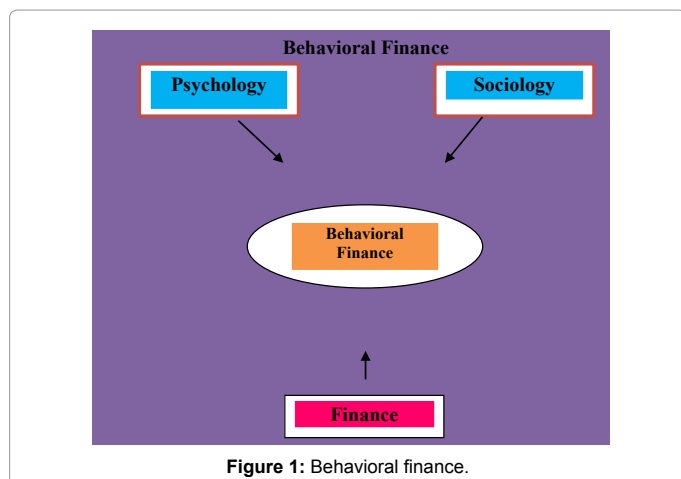 Behavioral Finance
Psychology
Sociology
Behavioral
Finance
Finance
Figure 1: Behavioral finance.